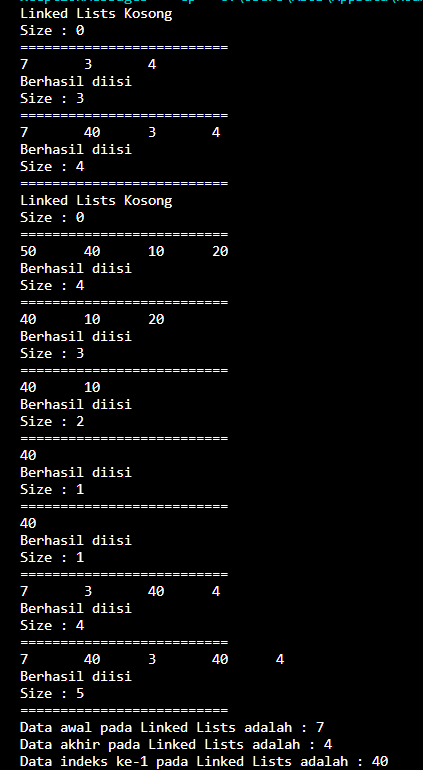 Linked Lists Kosong
Size : 0
==========================
7 3 4
Berhasil diisi
Size : 3
==========================
7 40 3 4
Berhasil diisi
Size : 4
==========================
Linked Lists Kosong
Size : 0
==========================
50 40 10 20
Berhasil diisi
Size : 4
==========================
40 10 20
Berhasil diisi
Size : 3
==========================
40 10
Berhasil diisi
Size : 2
==========================
40
Berhasil diisi
Size : 1
==========================
40
Berhasil diisi
Size : 1
==========================
7 3 40 4
Berhasil diisi
Size : 4
==========================
7 40 3 40 4
Berhasil diisi
Size : 5
==========================
Data awal pada Linked Lists adalah : 7
Data akhir pada Linked Lists adalah : 4
Data indeks ke-1 pada Linked Lists adalah : 40